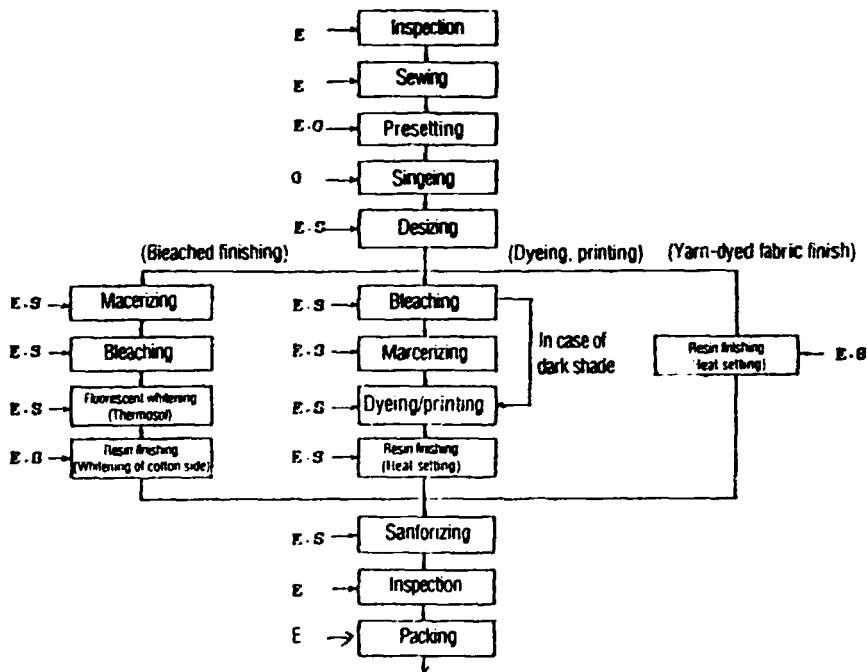 E
Inspection
E
Sewing
E.O
Presetting
O
Singeing
E.S
Desizing
(Bleached finishing)
(Dyeing, printing)
(Yarn-dyed fabric finish)
E.S
Macerizing
E.S
Bleaching
E.S
Fluorescent whitening
(Thermosol)
E.S
Resin finishing
(Whitening of cotton side)
E.S
Bleaching
E.S
Marcerizing
E.S
Dyeing/printing
E.S
Resin finishing
(Heat setting)
In case of
dark shade
Resin finishing
Heat setting)
E.S
E.S
Sanforizing
E
Inspection
E
Packing